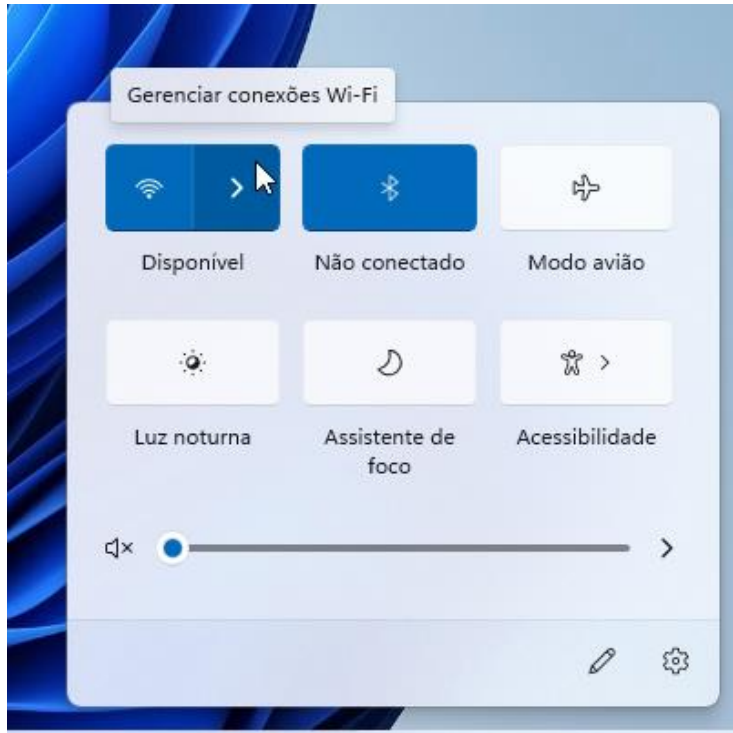 Gerenciar conexões Wi-Fi
Disponível
Não conectado
Modo avião
Luz noturna
Assistente de
foco
Acessibilidade